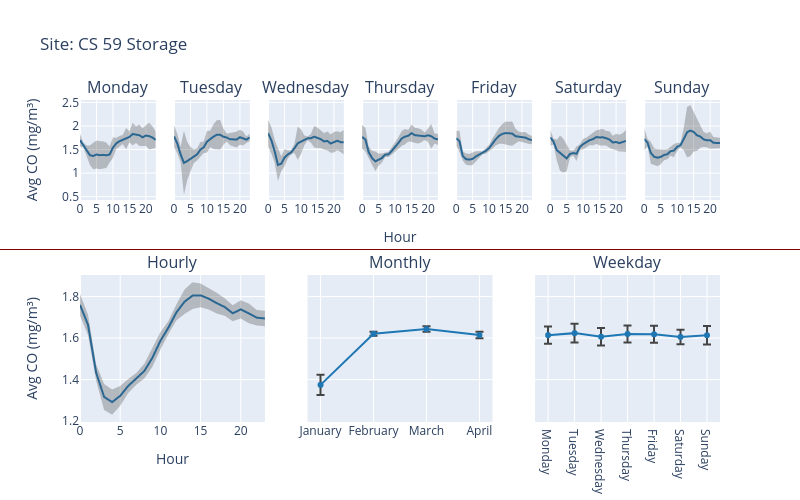 Site: CS 59 Storage
Monday Tuesday Wednesday Thursday Friday Saturday Sunday
Avg CO (mg/m³)
2.5
2
1.5
1
0.5
0 5 10 15 20 0 5 10 15 20 0 5 10 15 20 0 5 10 15 20 0 5 10 15 20 0 5 10 15 20 0 5 10 15 20
Hour
Hourly Monthly Weekday
Avg CO (mg/m³)
1.8
1.6
1.4
1.2
0 5 10 15 20
January February March April
Monday Tuesday Wednesday Thursday Friday Saturday Sunday
Hour